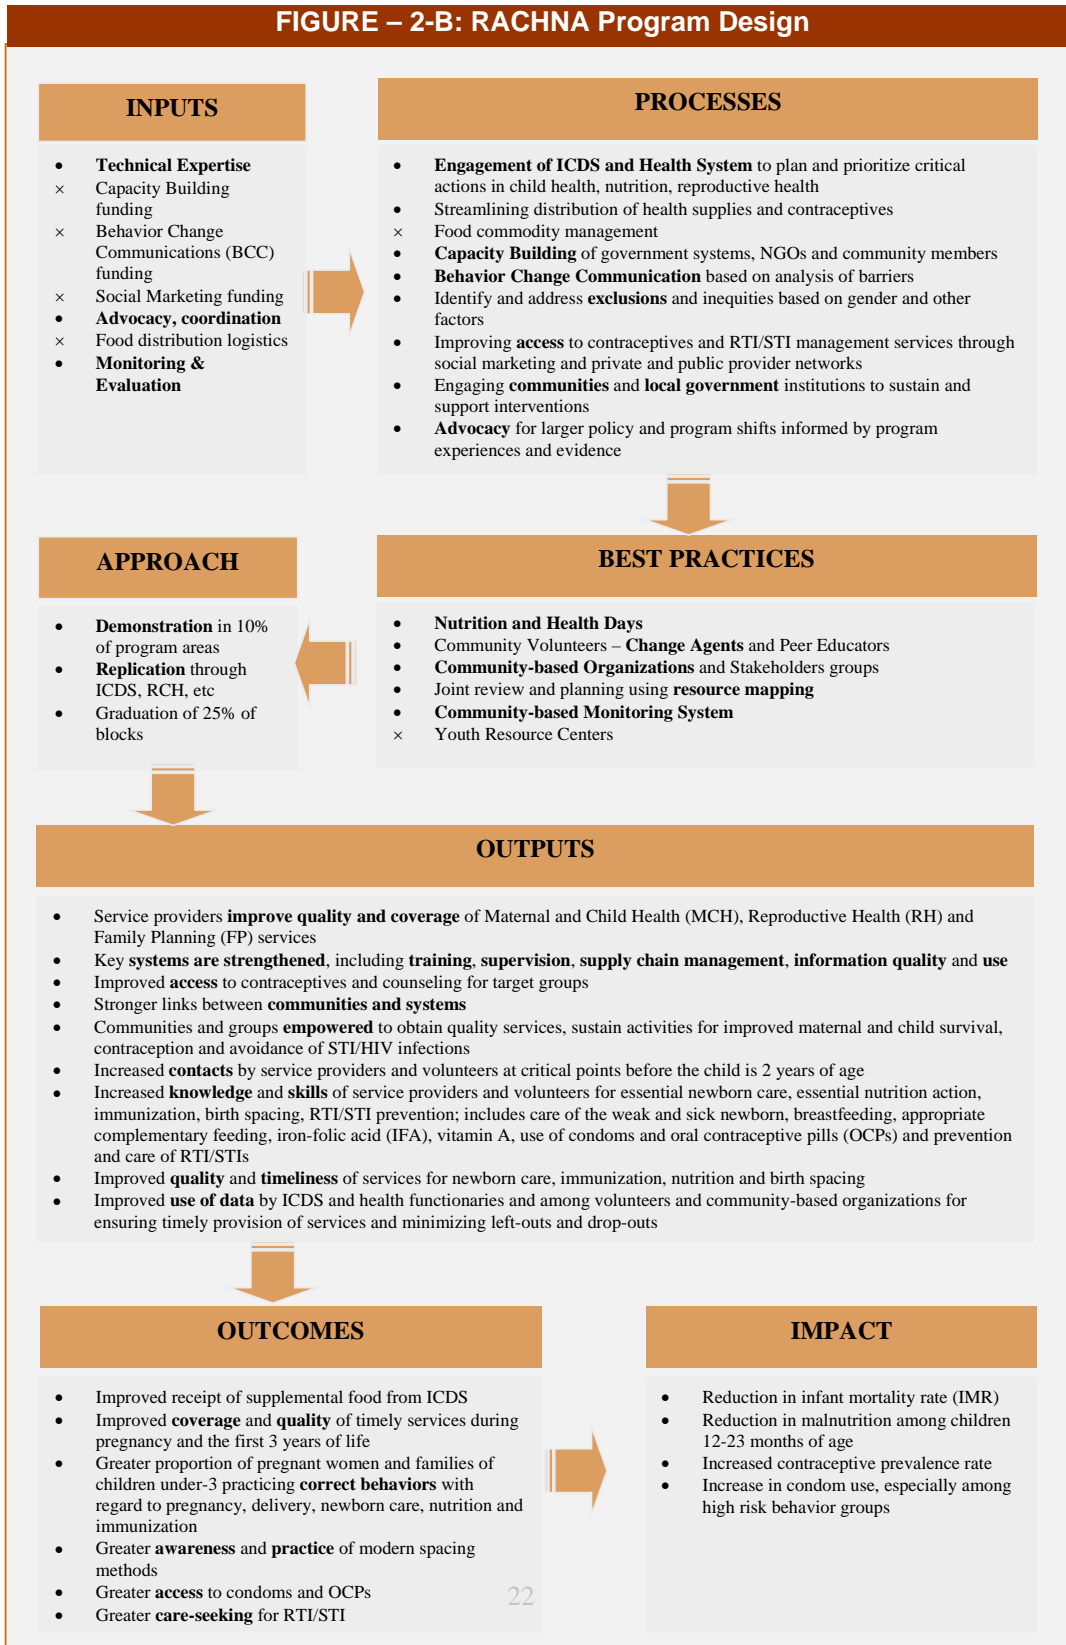 FIGURE – 2-B: RACHNA Program Design
INPUTS
• Technical Expertise
× Capacity Building
funding
× Behavior Change
Communications (BCC)
funding
× Social Marketing funding
• Advocacy, coordination
× Food distribution logistics
• Monitoring &
Evaluation
PROCESSES
• Engagement of ICDS and Health System to plan and prioritize critical
actions in child health, nutrition, reproductive health
• Streamlining distribution of health supplies and contraceptives
× Food commodity management
• Capacity Building of government systems, NGOs and community members
• Behavior Change Communication based on analysis of barriers
• Identify and address exclusions and inequities based on gender and other
factors
• Improving access to contraceptives and RTI/STI management services through
social marketing and private and public provider networks
• Engaging communities and local government institutions to sustain and
support interventions
• Advocacy for larger policy and program shifts informed by program
experiences and evidence
BEST PRACTICES
• Nutrition and Health Days
• Community Volunteers – Change Agents and Peer Educators
• Community-based Organizations and Stakeholders groups
• Joint review and planning using resource mapping
• Community-based Monitoring System
× Youth Resource Centers
APPROACH
• Demonstration in 10%
of program areas
• Replication through
ICDS, RCH, etc
• Graduation of 25% of
blocks
OUTPUTS
• Service providers improve quality and coverage of Maternal and Child Health (MCH), Reproductive Health (RH) and
Family Planning (FP) services
• Key systems are strengthened, including training, supervision, supply chain management, information quality and use
• Improved access to contraceptives and counseling for target groups
• Stronger links between communities and systems
• Communities and groups empowered to obtain quality services, sustain activities for improved maternal and child survival,
contraception and avoidance of STI/HIV infections
• Increased contacts by service providers and volunteers at critical points before the child is 2 years of age
• Increased knowledge and skills of service providers and volunteers for essential newborn care, essential nutrition action,
immunization, birth spacing, RTI/STI prevention; includes care of the weak and sick newborn, breastfeeding, appropriate
complementary feeding, iron-folic acid (IFA), vitamin A, use of condoms and oral contraceptive pills (OCPs) and prevention
and care of RTI/STIs
• Improved quality and timeliness of services for newborn care, immunization, nutrition and birth spacing
• Improved use of data by ICDS and health functionaries and among volunteers and community-based organizations for
ensuring timely provision of services and minimizing left-outs and drop-outs
OUTCOMES
• Improved receipt of supplemental food from ICDS
• Improved coverage and quality of timely services during
pregnancy and the first 3 years of life
• Greater proportion of pregnant women and families of
children under-3 practicing correct behaviors with
regard to pregnancy, delivery, newborn care, nutrition and
immunization
• Greater awareness and practice of modern spacing
methods
• Greater access to condoms and OCPs
• Greater care-seeking for RTI/STI
IMPACT
• Reduction in infant mortality rate (IMR)
• Reduction in malnutrition among children
12-23 months of age
• Increased contraceptive prevalence rate
• Increase in condom use, especially among
high risk behavior groups
22